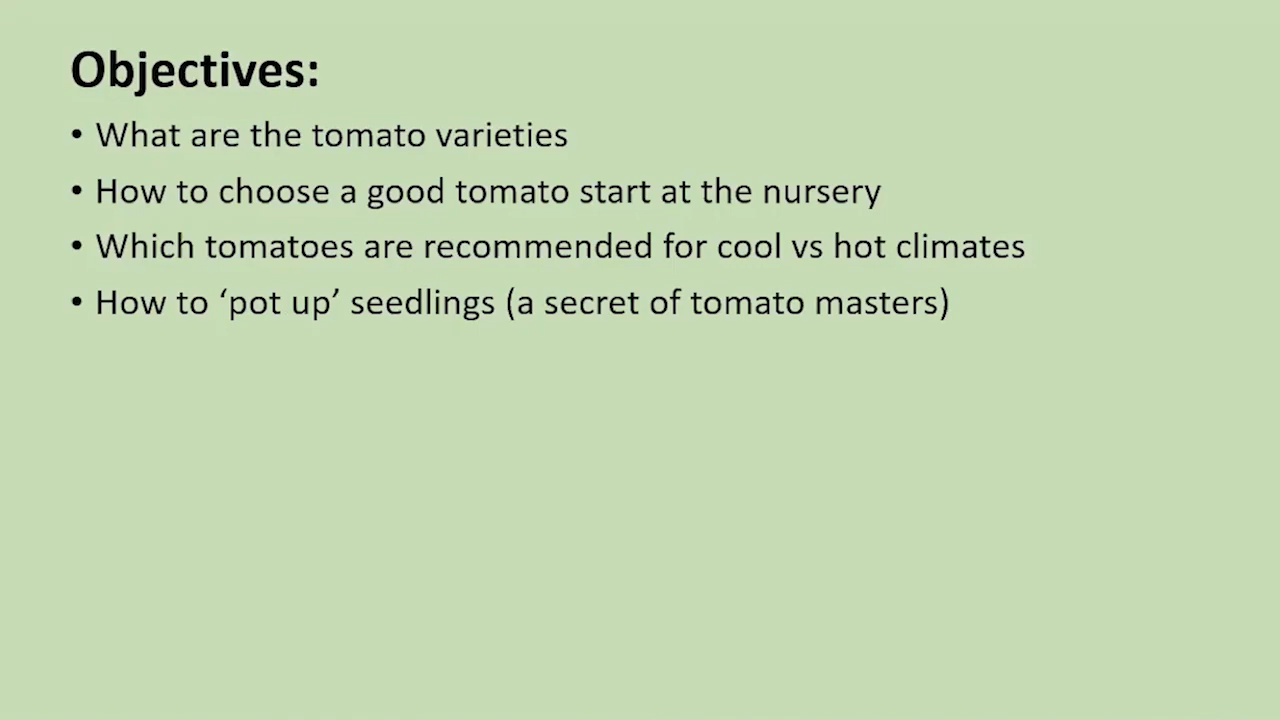 Objectives:
• What are the tomato varieties
• How to choose a good tomato start at the nursery
• Which tomatoes are recommended for cool vs hot climates
• How to ‘pot up’ seedlings (a secret of tomato masters)